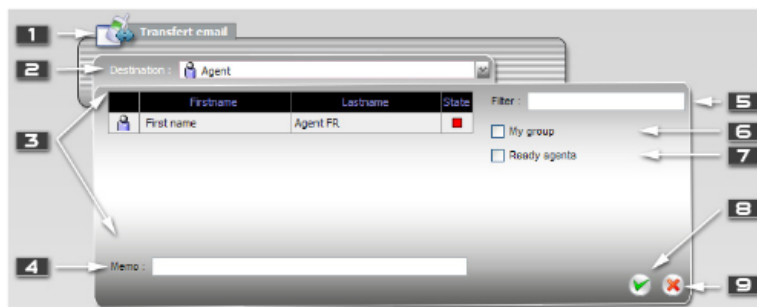 1 Transfert email
2 Destination : Agent
Firstname Lastname State Filter : 5
First name Agent FR My group 6
3 Ready agents 7
8
4 Memo :
9